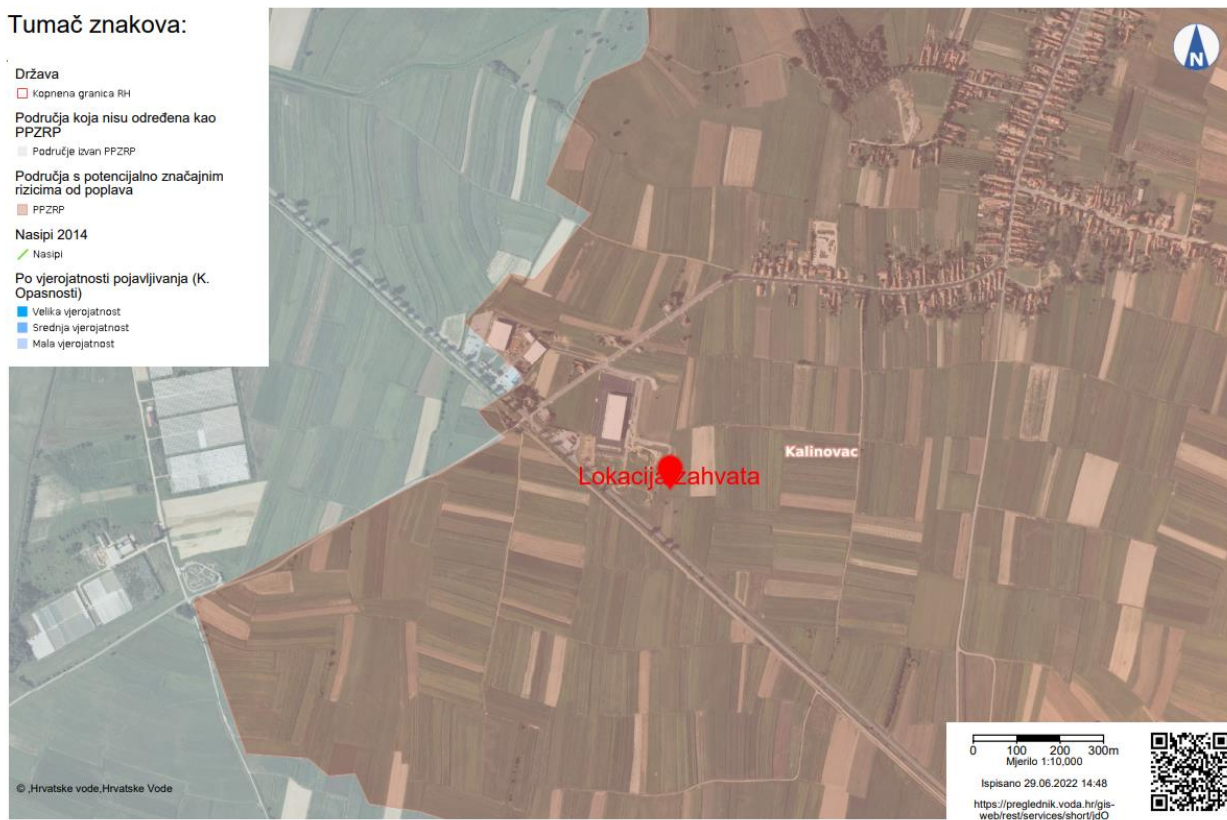 Tumač znakova:
N
Država
Kopnena granica RH
Područja koja nisu određena kao
PPZRP
Područje izvan PPZRP
Područja s potencijalno značajnim
rizicima od poplava
PPZRP
Nasipi 2014
Nasipi
Po vjerojatnosti pojavljivanja (K.
Opasnosti)
Velika vjerojatnost
Srednja vjerojatnost
Mala vjerojatnost
Kalinovac
Lokacija zahvata
0 100 200 300m
Mjerilo 1:10,000
Ispisano 29.06.2022 14:48
https://preglednik.voda.hr/gis-
web/rest/services/short/jdO
© ,Hrvatske vode,Hrvatske Vode